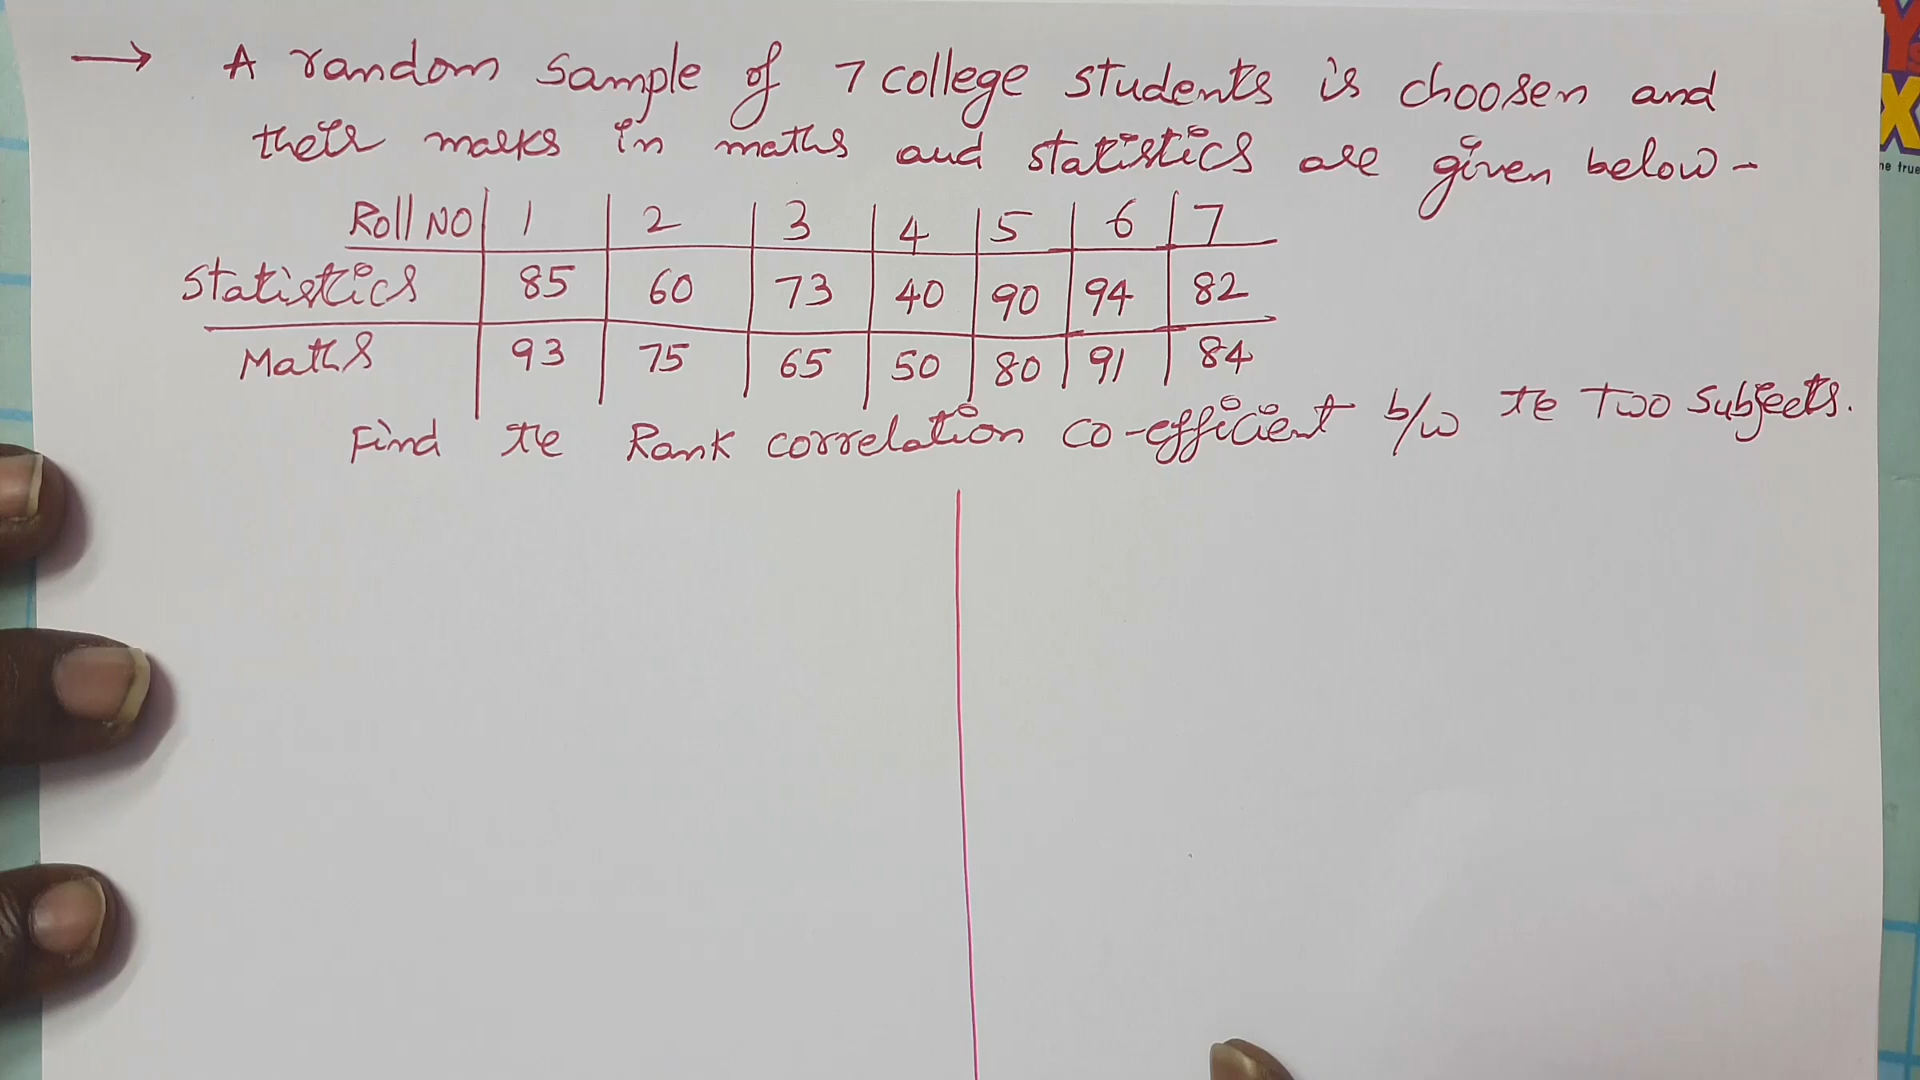 → A random sample of 7 college students is choosen and
their marks in maths and statistics are given below-
Roll NO 1 2 3 4 5 6 7
Statistics 85 60 73 40 90 94 82
Maths 93 75 65 50 80 91 84
Find the Rank correlation co-efficient b/w the two subjects.
X
ne true